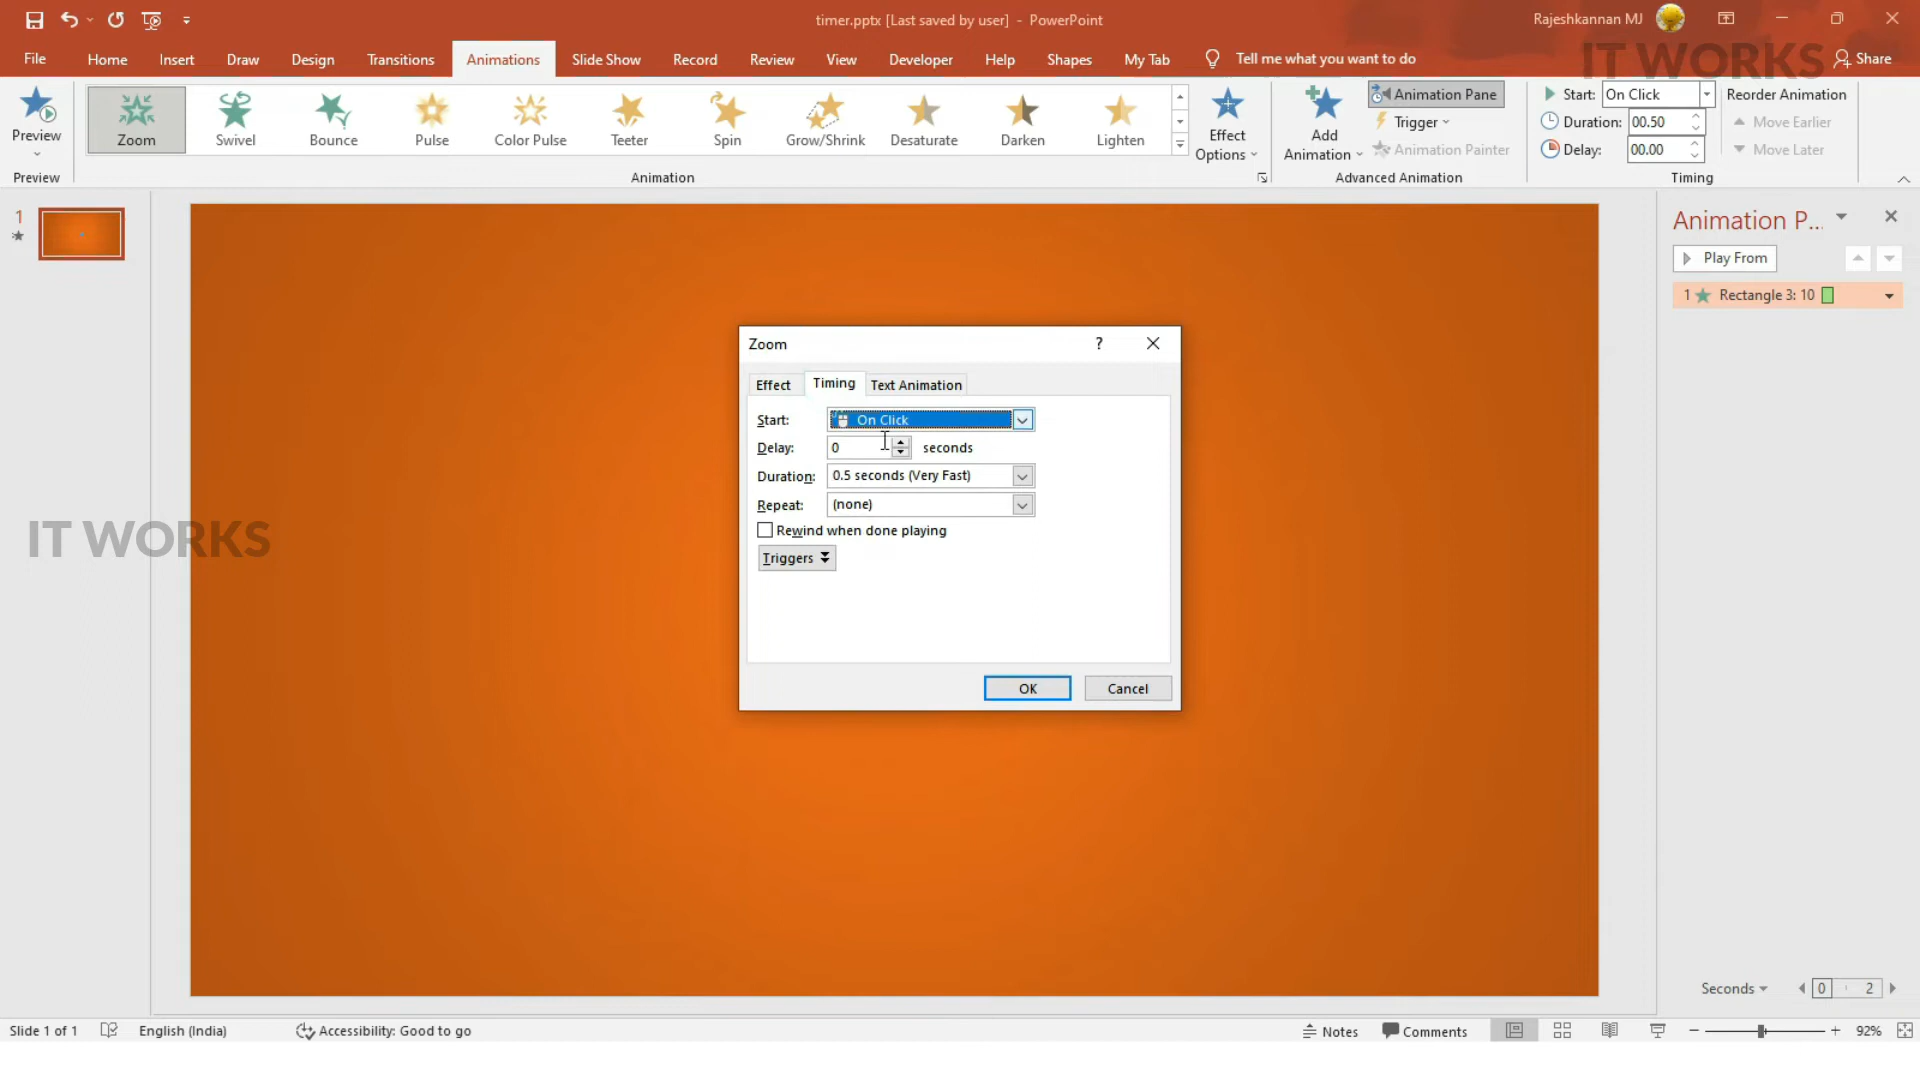 timer.pptx [Last saved by user] - PowerPoint
Rajeshkannan MJ
File Home Insert Draw Design Transitions Animations Slide Show Record Review View Developer Help Shapes My Tab Tell me what you want to do Share
IT WORKS
Preview
Zoom Swivel Bounce Pulse Color Pulse Teeter Spin Grow/Shrink Desaturate Darken Lighten
Effect
Options
Add
Animation
Animation Pane
Trigger
Animation Painter
Start: On Click
Duration: 00.50
Delay: 00.00
Reorder Animation
Move Earlier
Move Later
Preview Animation Advanced Animation Timing
1
Animation P...
Play From
1 Rectangle 3: 10
Zoom ?
Effect Timing Text Animation
Start: On Click
Delay: 0 seconds
Duration: 0.5 seconds (Very Fast)
Repeat: (none)
Rewind when done playing
Triggers
OK Cancel
IT WORKS
Seconds 0 2
Slide 1 of 1 English (India) Accessibility: Good to go Notes Comments 92%